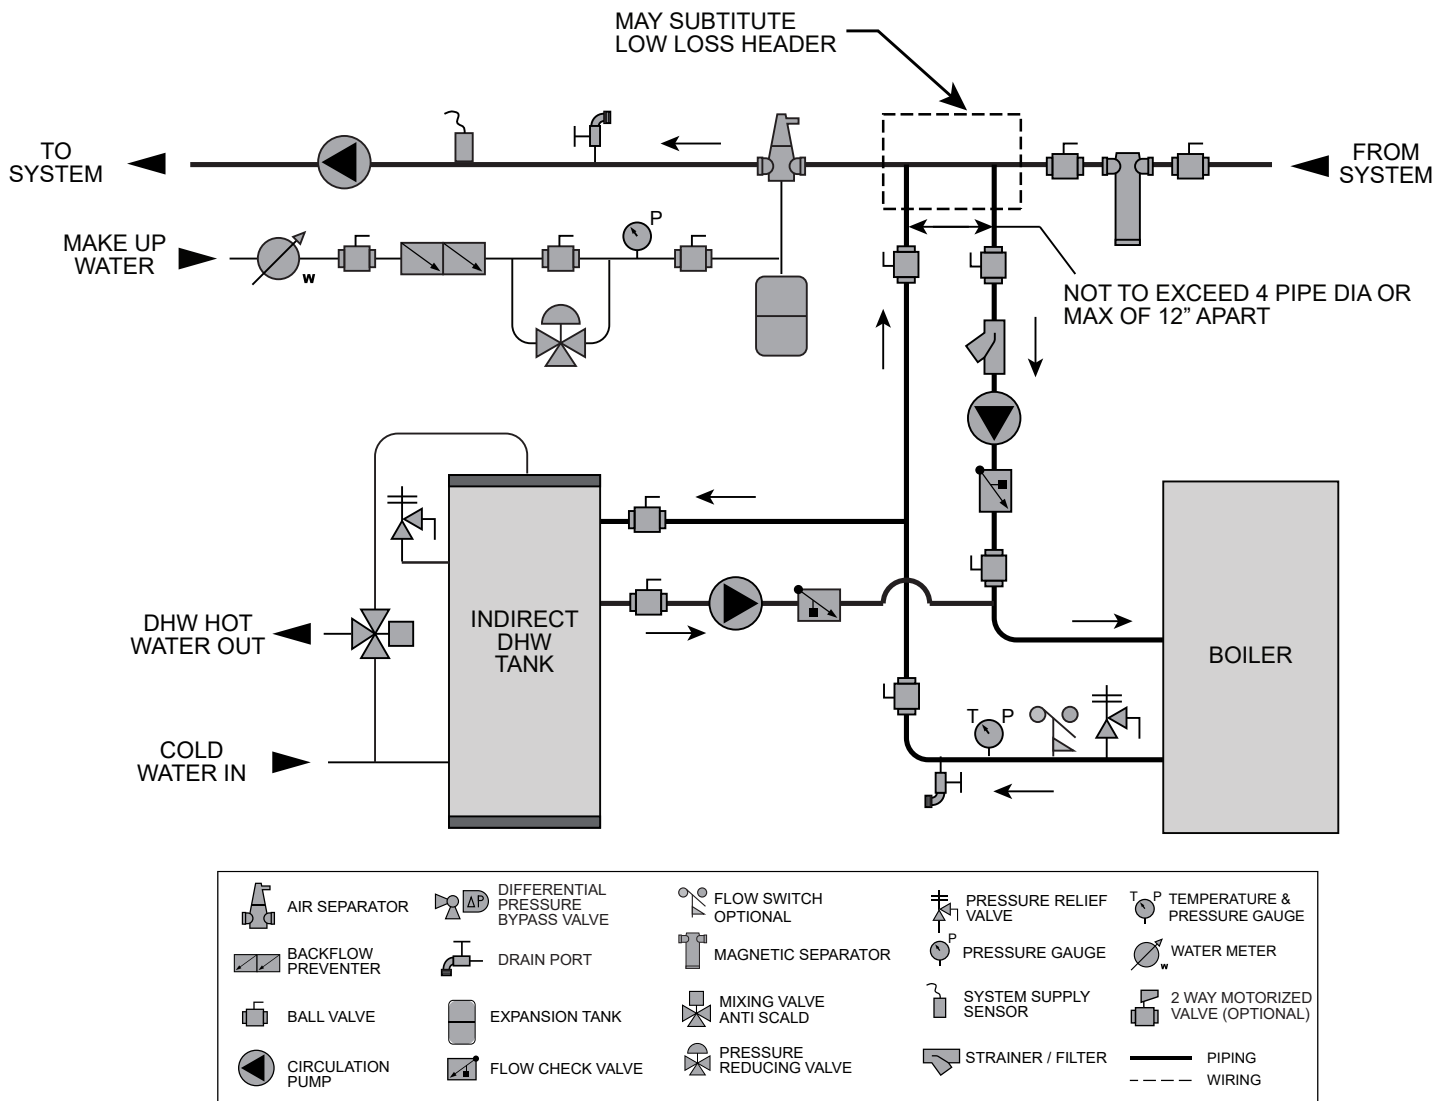 MAY SUBTITUTE
LOW LOSS HEADER
TO
SYSTEM
FROM
SYSTEM
MAKE UP
WATER
W
P
NOT TO EXCEED 4 PIPE DIA OR
MAX OF 12” APART
DHW HOT
WATER OUT
INDIRECT
DHW
TANK
BOILER
COLD
WATER IN
T P
AIR SEPARATOR
DIFFERENTIAL
PRESSURE
BYPASS VALVE
ΔP
FLOW SWITCH
OPTIONAL
PRESSURE RELIEF
VALVE
T P
TEMPERATURE &
PRESSURE GAUGE
BACKFLOW
PREVENTER
DRAIN PORT
MAGNETIC SEPARATOR
P
PRESSURE GAUGE
W
WATER METER
BALL VALVE
EXPANSION TANK
MIXING VALVE
ANTI SCALD
SYSTEM SUPPLY
SENSOR
2 WAY MOTORIZED
VALVE (OPTIONAL)
CIRCULATION
PUMP
FLOW CHECK VALVE
PRESSURE
REDUCING VALVE
STRAINER / FILTER
PIPING
WIRING